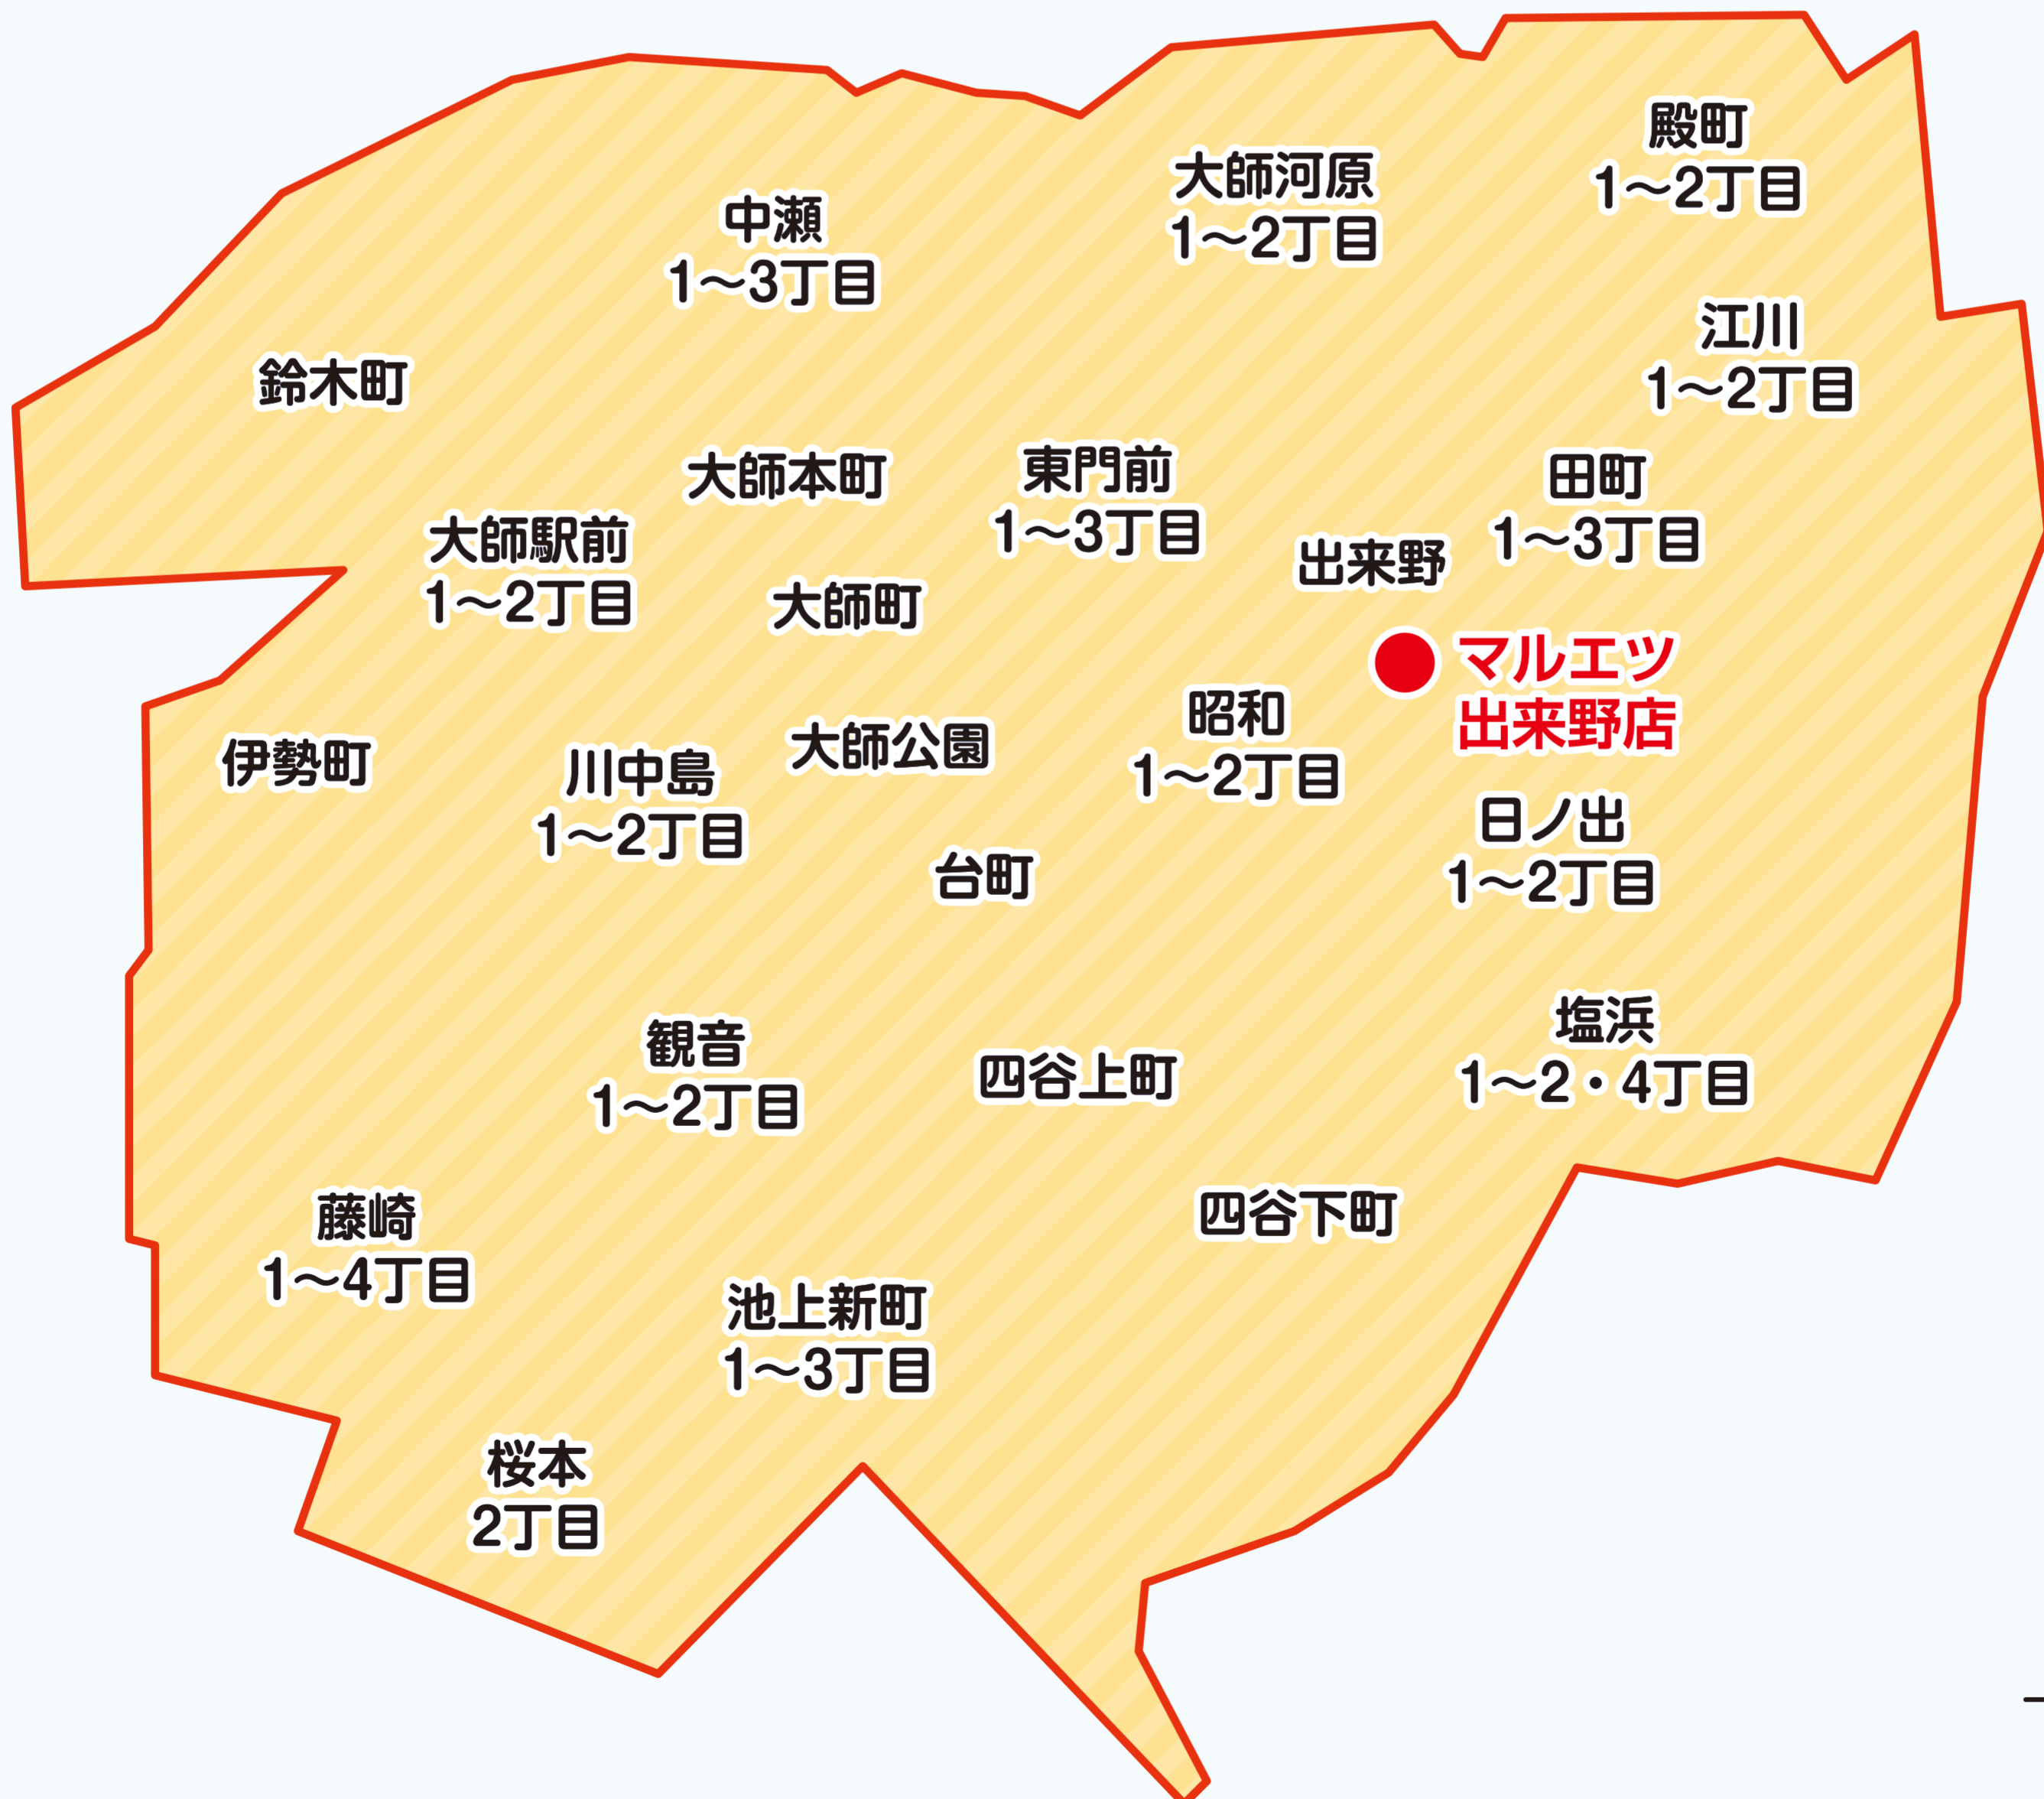 殿町
1～2丁目
大師河原
1～2丁目
中瀬
1～3丁目
江川
1～2丁目
鈴木町
大師本町
東門前
1～3丁目
田町
1～3丁目
大師駅前
1～2丁目
出来野
大師町
マルエツ
出来野店
昭和
1～2丁目
大師公園
伊勢町
川中島
1～2丁目
日ノ出
1～2丁目
台町
塩浜
1～2・4丁目
観音
1～2丁目
四谷上町
四谷下町
藤崎
1～4丁目
池上新町
1～3丁目
桜本
2丁目